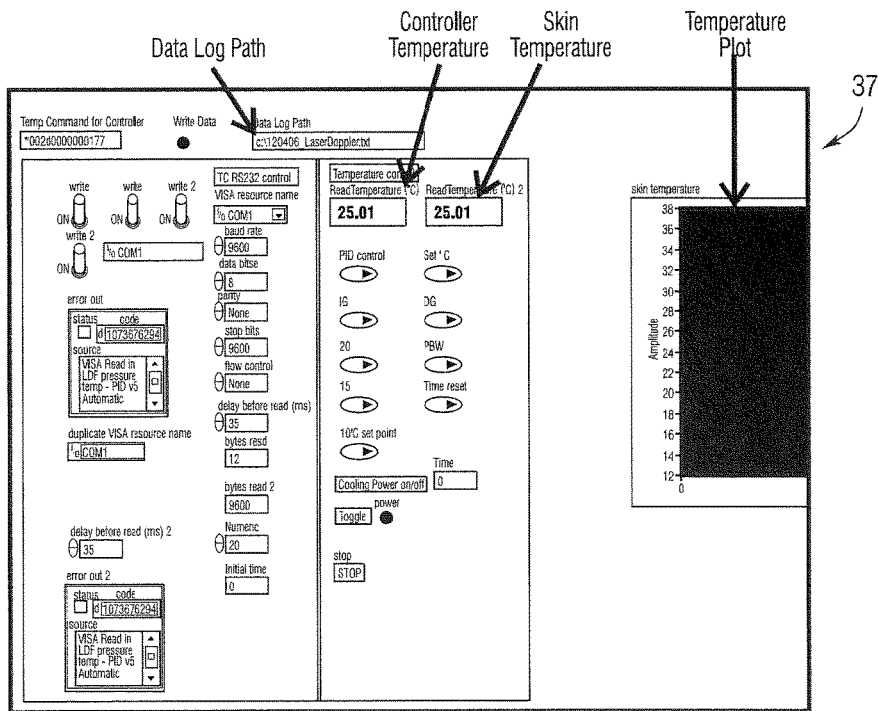 Data Log Path
Controller Temperature
Skin Temperature
Temperature Plot
37
Temp Command for Controller
*002d0000000177
Write Data
Data Log Path
c:\120406_LaserDoppler.txt
write
write
write 2
ON
ON
ON
write 2
ON
I/o COM1
TC RS232 control
VISA resource name
I/o COM1
baud rate
9600
data bitse
8
parity
None
stop bits
9600
flow control
None
delay before read (ms)
35
bytes resd
12
bytes read 2
9600
Numeric
20
Initial time
0
error out
status code
d 1073676294
source
VISA Read in
LDF pressure
temp - PID v5
Automatic
duplicate VISA resource name
I/o COM1
delay before read (ms) 2
35
error out 2
status code
d 1073676294
source
VISA Read in
LDF pressure
temp - PID v5
Automatic
Temperature
ReadTemperature (°C)
25.01
ReadTemperature (°C) 2
25.01
PID control
Set °C
IG
DG
20
PBW
15
Time reset
10°C set point
Cooling Power on/off
Time
0
Toggle
power
stop
STOP
skin temperature
Amplitude
38
34
32
30
28
26
24
22
20
18
16
14
12
0